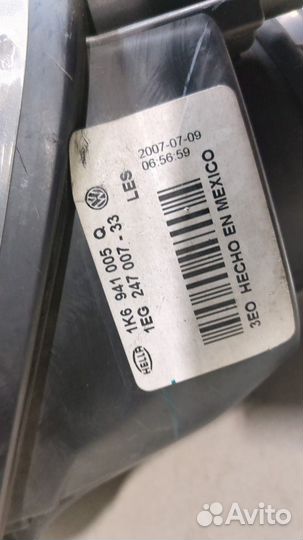 2007-07-09
06:56:59
LES
1K6 941 005 Q
1EG 247 007-33
HELLA
3EO HECHO EN MEXICO
Avito